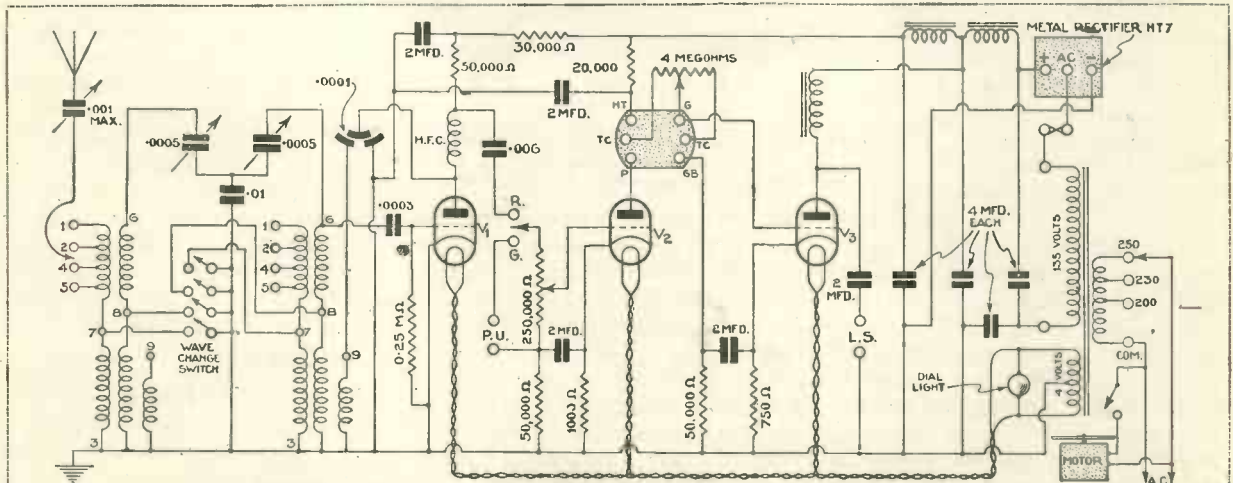 METAL RECTIFIER HT7
+ AC -
2 MFD.
30,000 Ω
50,000 Ω
20,000
4 MEGOHMS
·0001
·001
MAX.
·0005
·0005
2 MFD.
HT
G
TC
TC
P
GB
H.F.C.
·006
·01
6
6
·0003
V1
R.
G.
V2
V3
4 MFD.
EACH
135 VOLTS
250
230
200
COM.
1
2
4
5
1
2
4
5
8
8
7
7
WAVE
CHANGE
SWITCH
0·25 MΩ
P.U.
250,000 Ω
2 MFD.
2 MFD.
2
MFD.
L.S.
9
9
50,000 Ω
1000 Ω
50,000 Ω
750 Ω
DIAL
LIGHT
4 VOLTS
3
3
MOTOR
A.C.